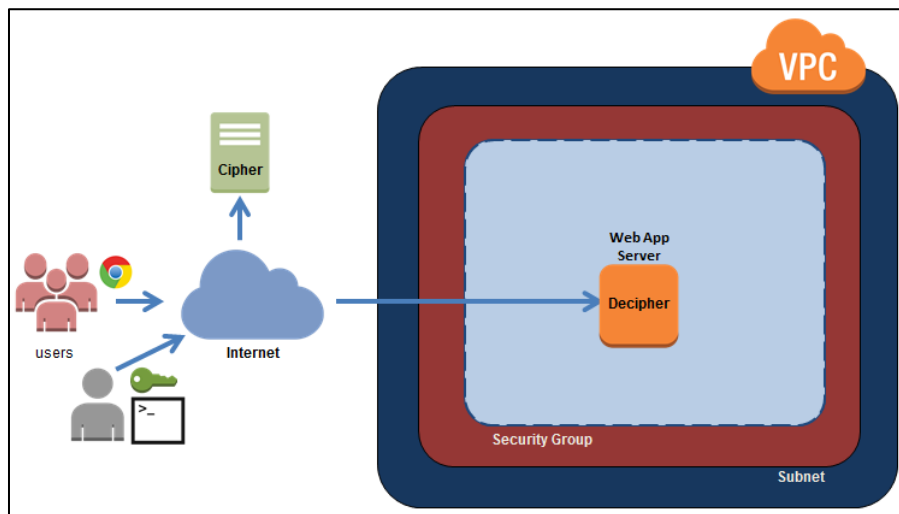 VPC
Cipher
Web App
Server
Decipher
users
Internet
>_
Security Group
Subnet